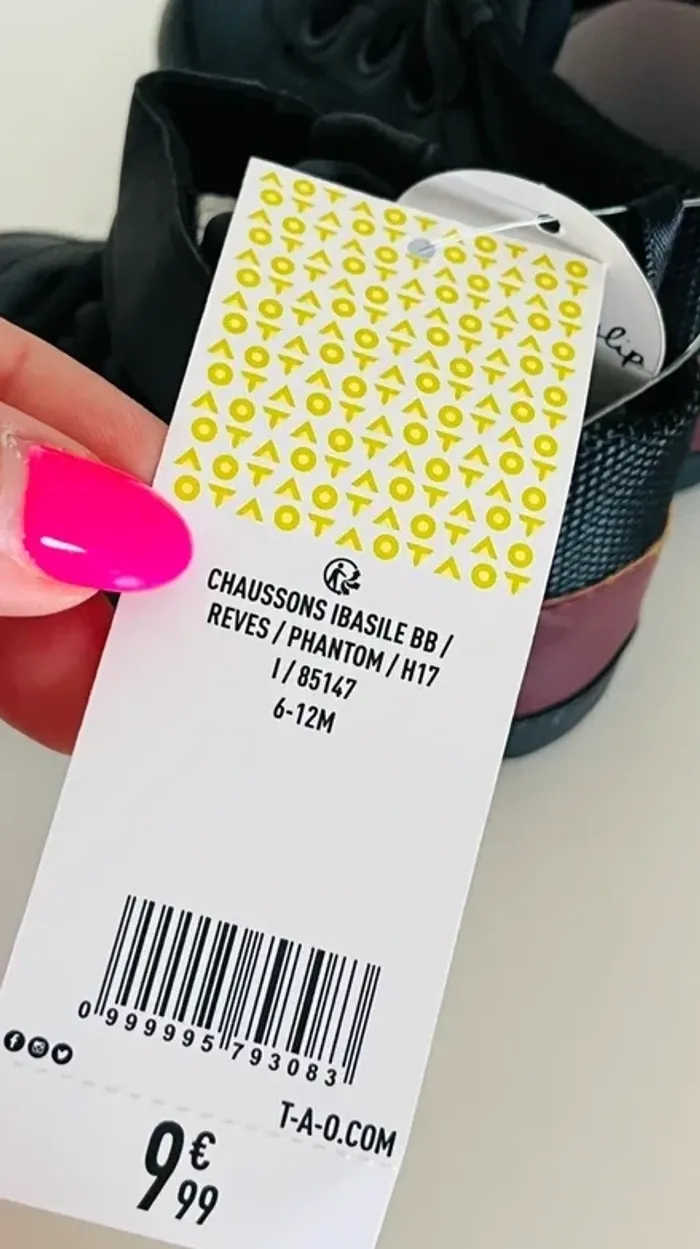 CHAUSSONS IBASILE BB /
REVES / PHANTOM / H17
I / 85147
6-12M
0 999995 793083
T-A-O.COM
9€99